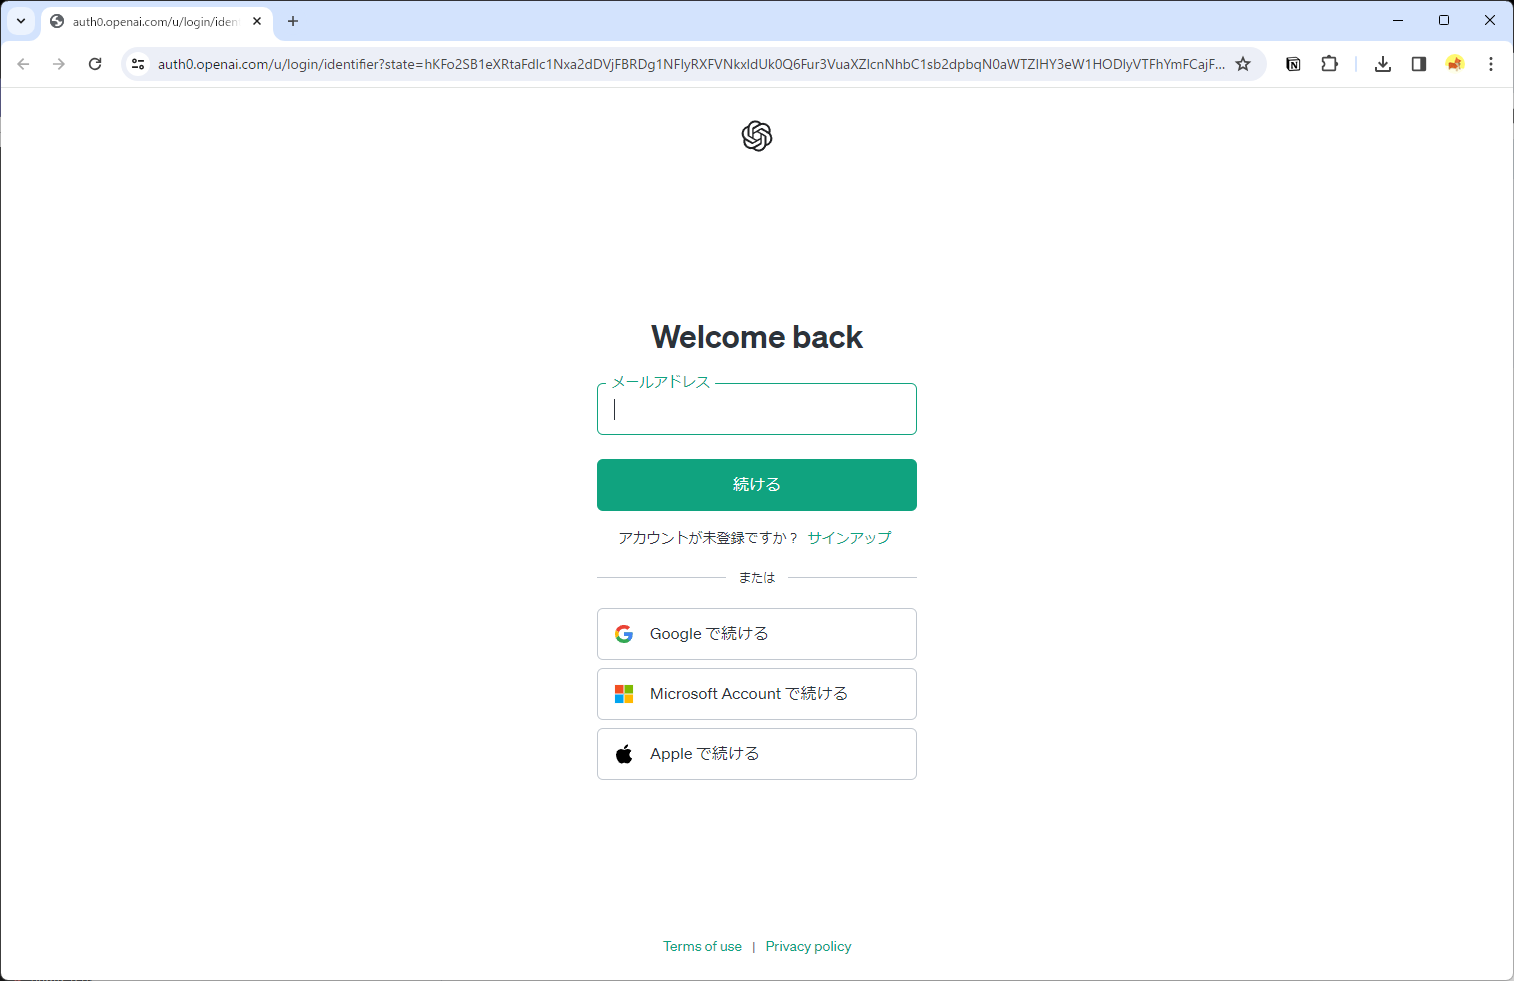 auth0.openai.com/u/login/iden
auth0.openai.com/u/login/identifier?state=hKFo2SB1eXRtaFdlc1Nxa2dDVjFBRDg1NFlyRXFVNkxldUk0Q6Fur3VuaXZlcnNhbC1sb2dpbqN0aWTZIHY3eW1HODlyVTFhYmFCajF...
Welcome back
メールアドレス
続ける
アカウントが未登録ですか？ サインアップ
または
Google で続ける
Microsoft Account で続ける
Apple で続ける
Terms of use | Privacy policy